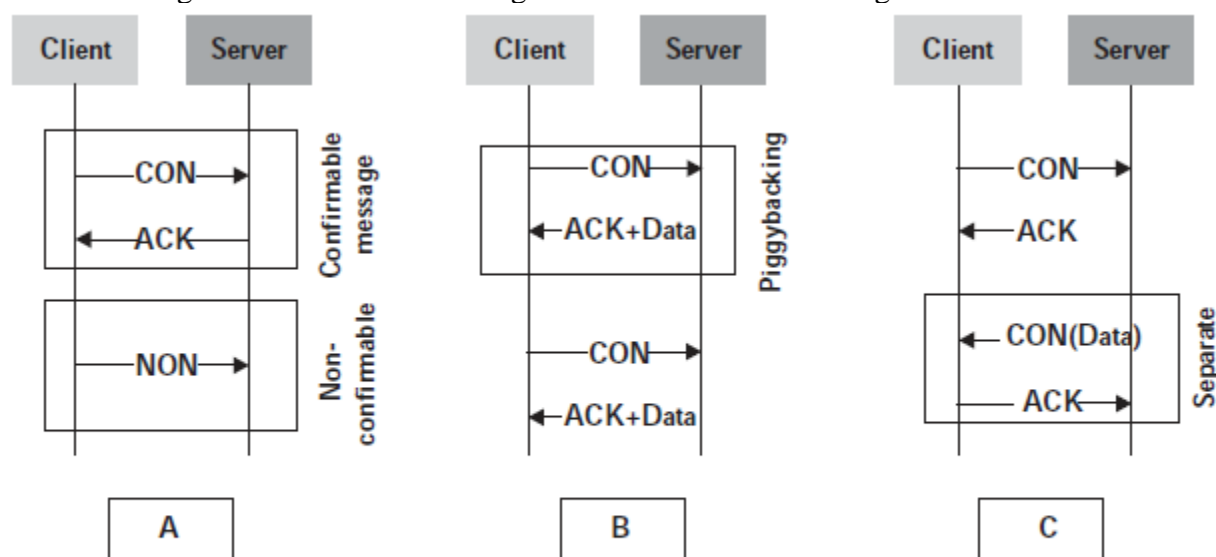 Client
Server
CON
ACK
Confirmable
message
NON
Non-
confirmable
A
Client
Server
CON
ACK+Data
Piggybacking
CON
ACK+Data
B
Client
Server
CON
ACK
CON(Data)
ACK
Separate
C